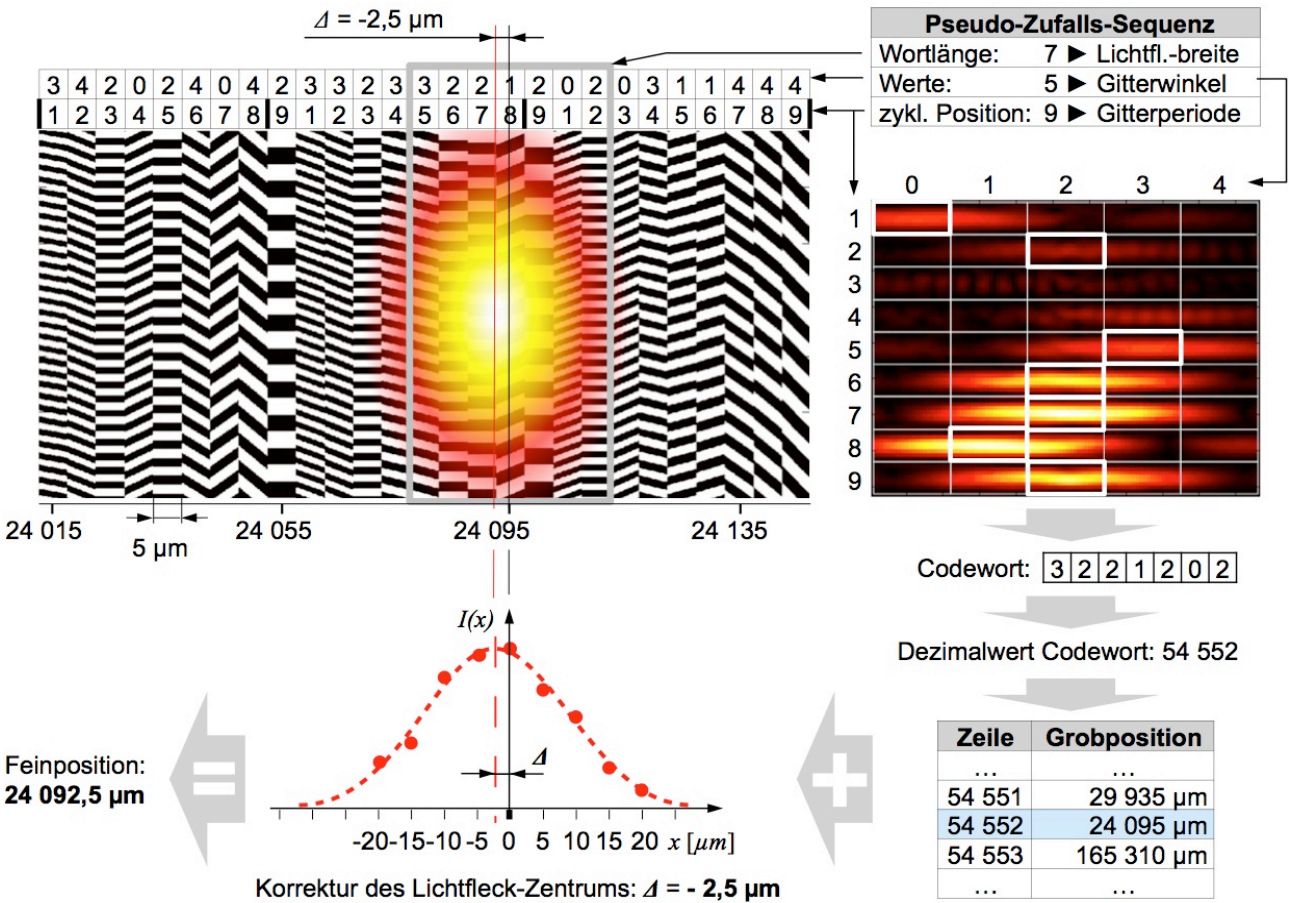 Δ = -2,5 µm
Pseudo-Zufalls-Sequenz
Wortlänge: 7 ► Lichtfl.-breite
Werte: 5 ► Gitterwinkel
zykl. Position: 9 ► Gitterperiode
3 4 2 0 2 4 0 4 2 3 3 2 3 3 2 2 1 2 0 2 0 3 1 1 4 4 4
1 2 3 4 5 6 7 8 9 1 2 3 4 5 6 7 8 9 1 2 3 4 5 6 7 8 9
0 1 2 3 4
1
2
3
4
5
6
7
8
9
24 015 24 055 24 095 24 135
5 µm
Codewort: 3 2 2 1 2 0 2
Dezimalwert Codewort: 54 552
I(x)
Δ
-20 -15 -10 -5 0 5 10 15 20 x [µm]
Korrektur des Lichtfleck-Zentrums: Δ = - 2,5 µm
Feinposition:
24 092,5 µm
Zeile Grobposition
... ...
54 551 29 935 µm
54 552 24 095 µm
54 553 165 310 µm
... ...